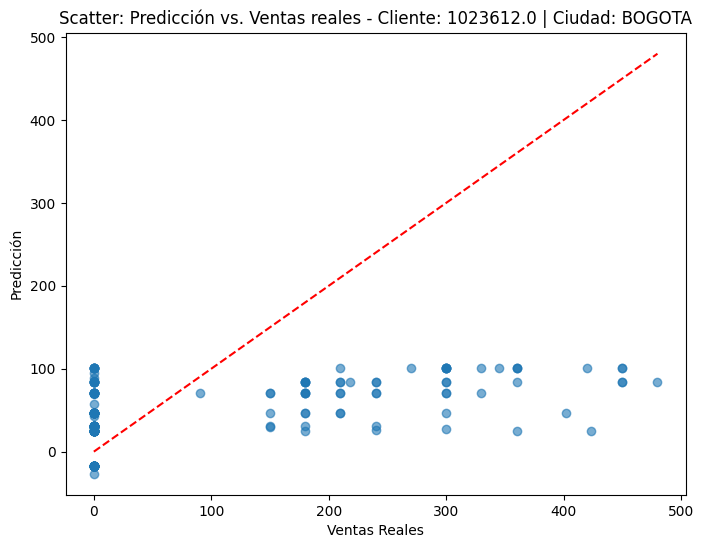 Scatter: Predicción vs. Ventas reales - Cliente: 1023612.0 | Ciudad: BOGOTA
500
400
300
200
100
0
Predicción
0 100 200 300 400 500
Ventas Reales